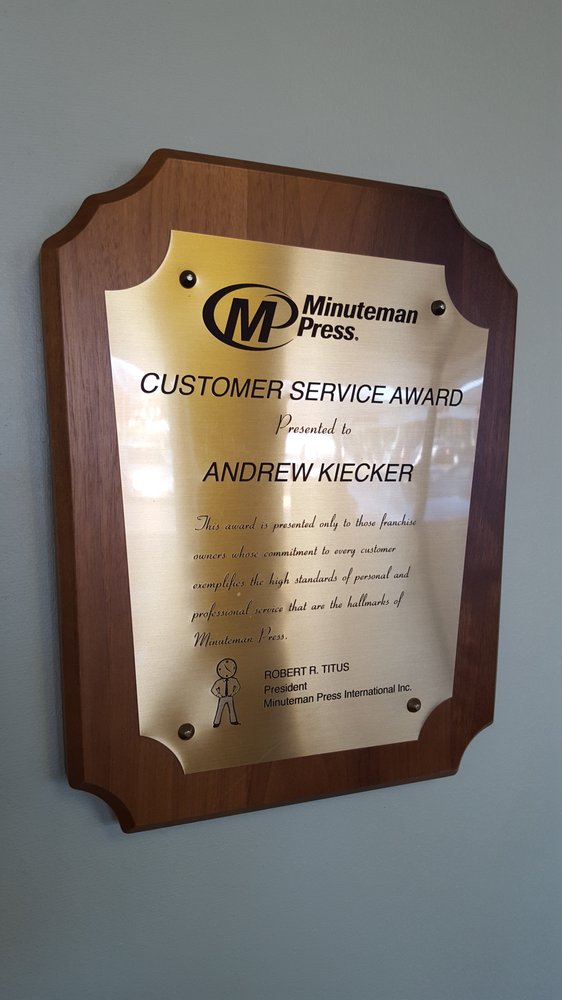 M Minuteman
Press®
CUSTOMER SERVICE AWARD
Presented to
ANDREW KIECKER
This award is presented only to those franchise
owners whose commitment to every customer
exemplifies the high standards of personal and
professional service that are the hallmarks of
Minuteman Press.
ROBERT R. TITUS
President
Minuteman Press International Inc.